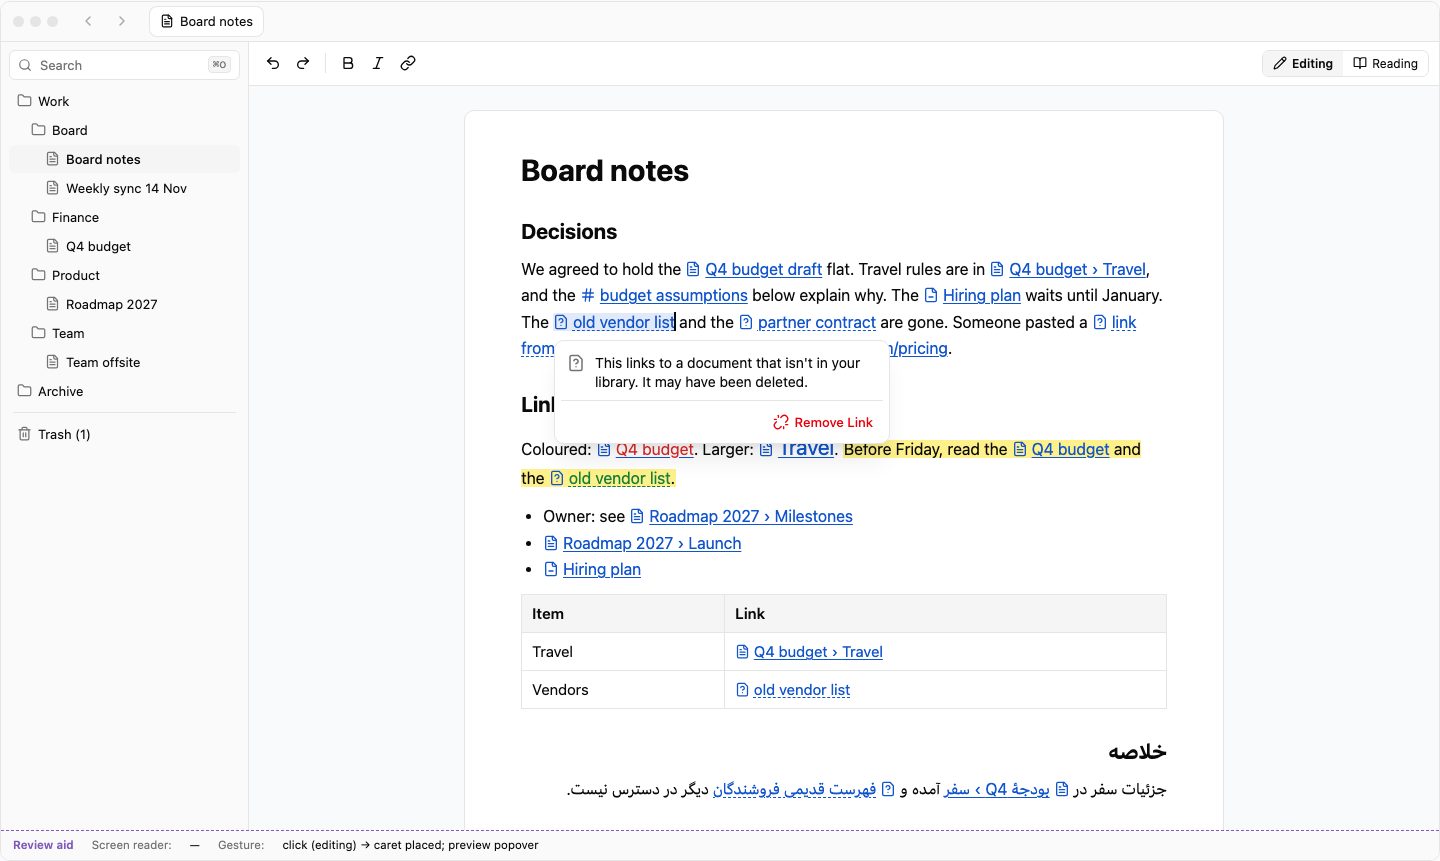 Board notes
Search
⌘O
Editing
Reading
Work
Board
Board notes
Weekly sync 14 Nov
Finance
Q4 budget
Product
Roadmap 2027
Team
Team offsite
Archive
Trash (1)
Board notes
Decisions
We agreed to hold the Q4 budget draft flat. Travel rules are in Q4 budget › Travel,
and the # budget assumptions below explain why. The Hiring plan waits until January.
The old vendor list and the partner contract are gone. Someone pasted a link
from /pricing.
This links to a document that isn't in your
library. It may have been deleted.
Remove Link
Coloured: Q4 budget. Larger: Travel. Before Friday, read the Q4 budget and
the old vendor list.
• Owner: see Roadmap 2027 › Milestones
• Roadmap 2027 › Launch
• Hiring plan
Item Link
Travel Q4 budget › Travel
Vendors old vendor list
خلاصه
جزئیات سفر در بودجهٔ Q4 › سفر آمده و فهرست قدیمی فروشندگان دیگر در دسترس نیست.
Review aid Screen reader: — Gesture: click (editing) → caret placed; preview popover